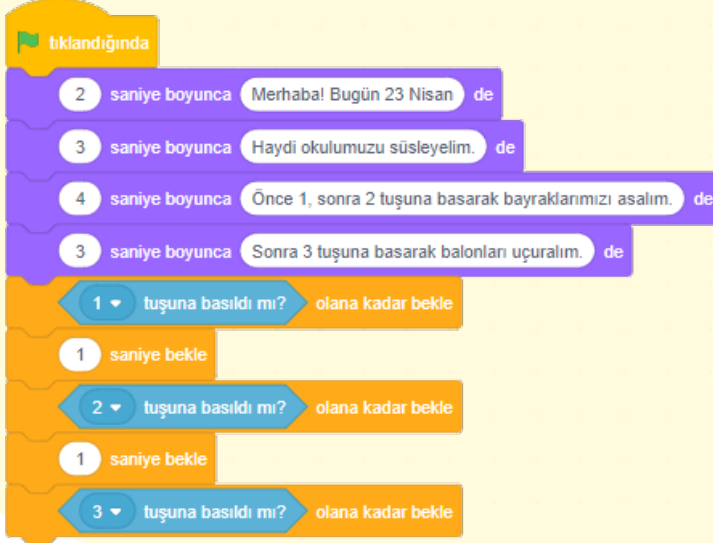 tıklandığında
2 saniye boyunca Merhaba! Bugün 23 Nisan de
3 saniye boyunca Haydi okulumuzu süsleyelim. de
4 saniye boyunca Önce 1, sonra 2 tuşuna basarak bayraklarımızı asalım. de
3 saniye boyunca Sonra 3 tuşuna basarak balonları uçuralım. de
1 tuşuna basıldı mı? olana kadar bekle
1 saniye bekle
2 tuşuna basıldı mı? olana kadar bekle
1 saniye bekle
3 tuşuna basıldı mı? olana kadar bekle